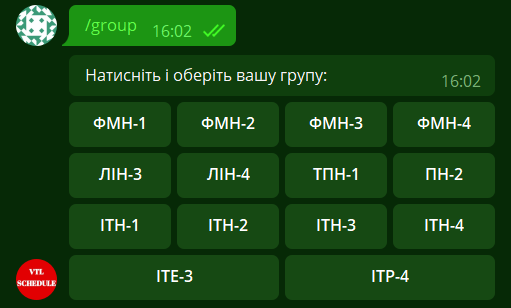 /group 16:02
Натисніть і оберіть вашу групу:
16:02
ФМН-1 ФМН-2 ФМН-3 ФМН-4
ЛІН-3 ЛІН-4 ТПН-1 ПН-2
ІТН-1 ІТН-2 ІТН-3 ІТН-4
ІТЕ-3 ІТР-4
VTL
SCHEDULE